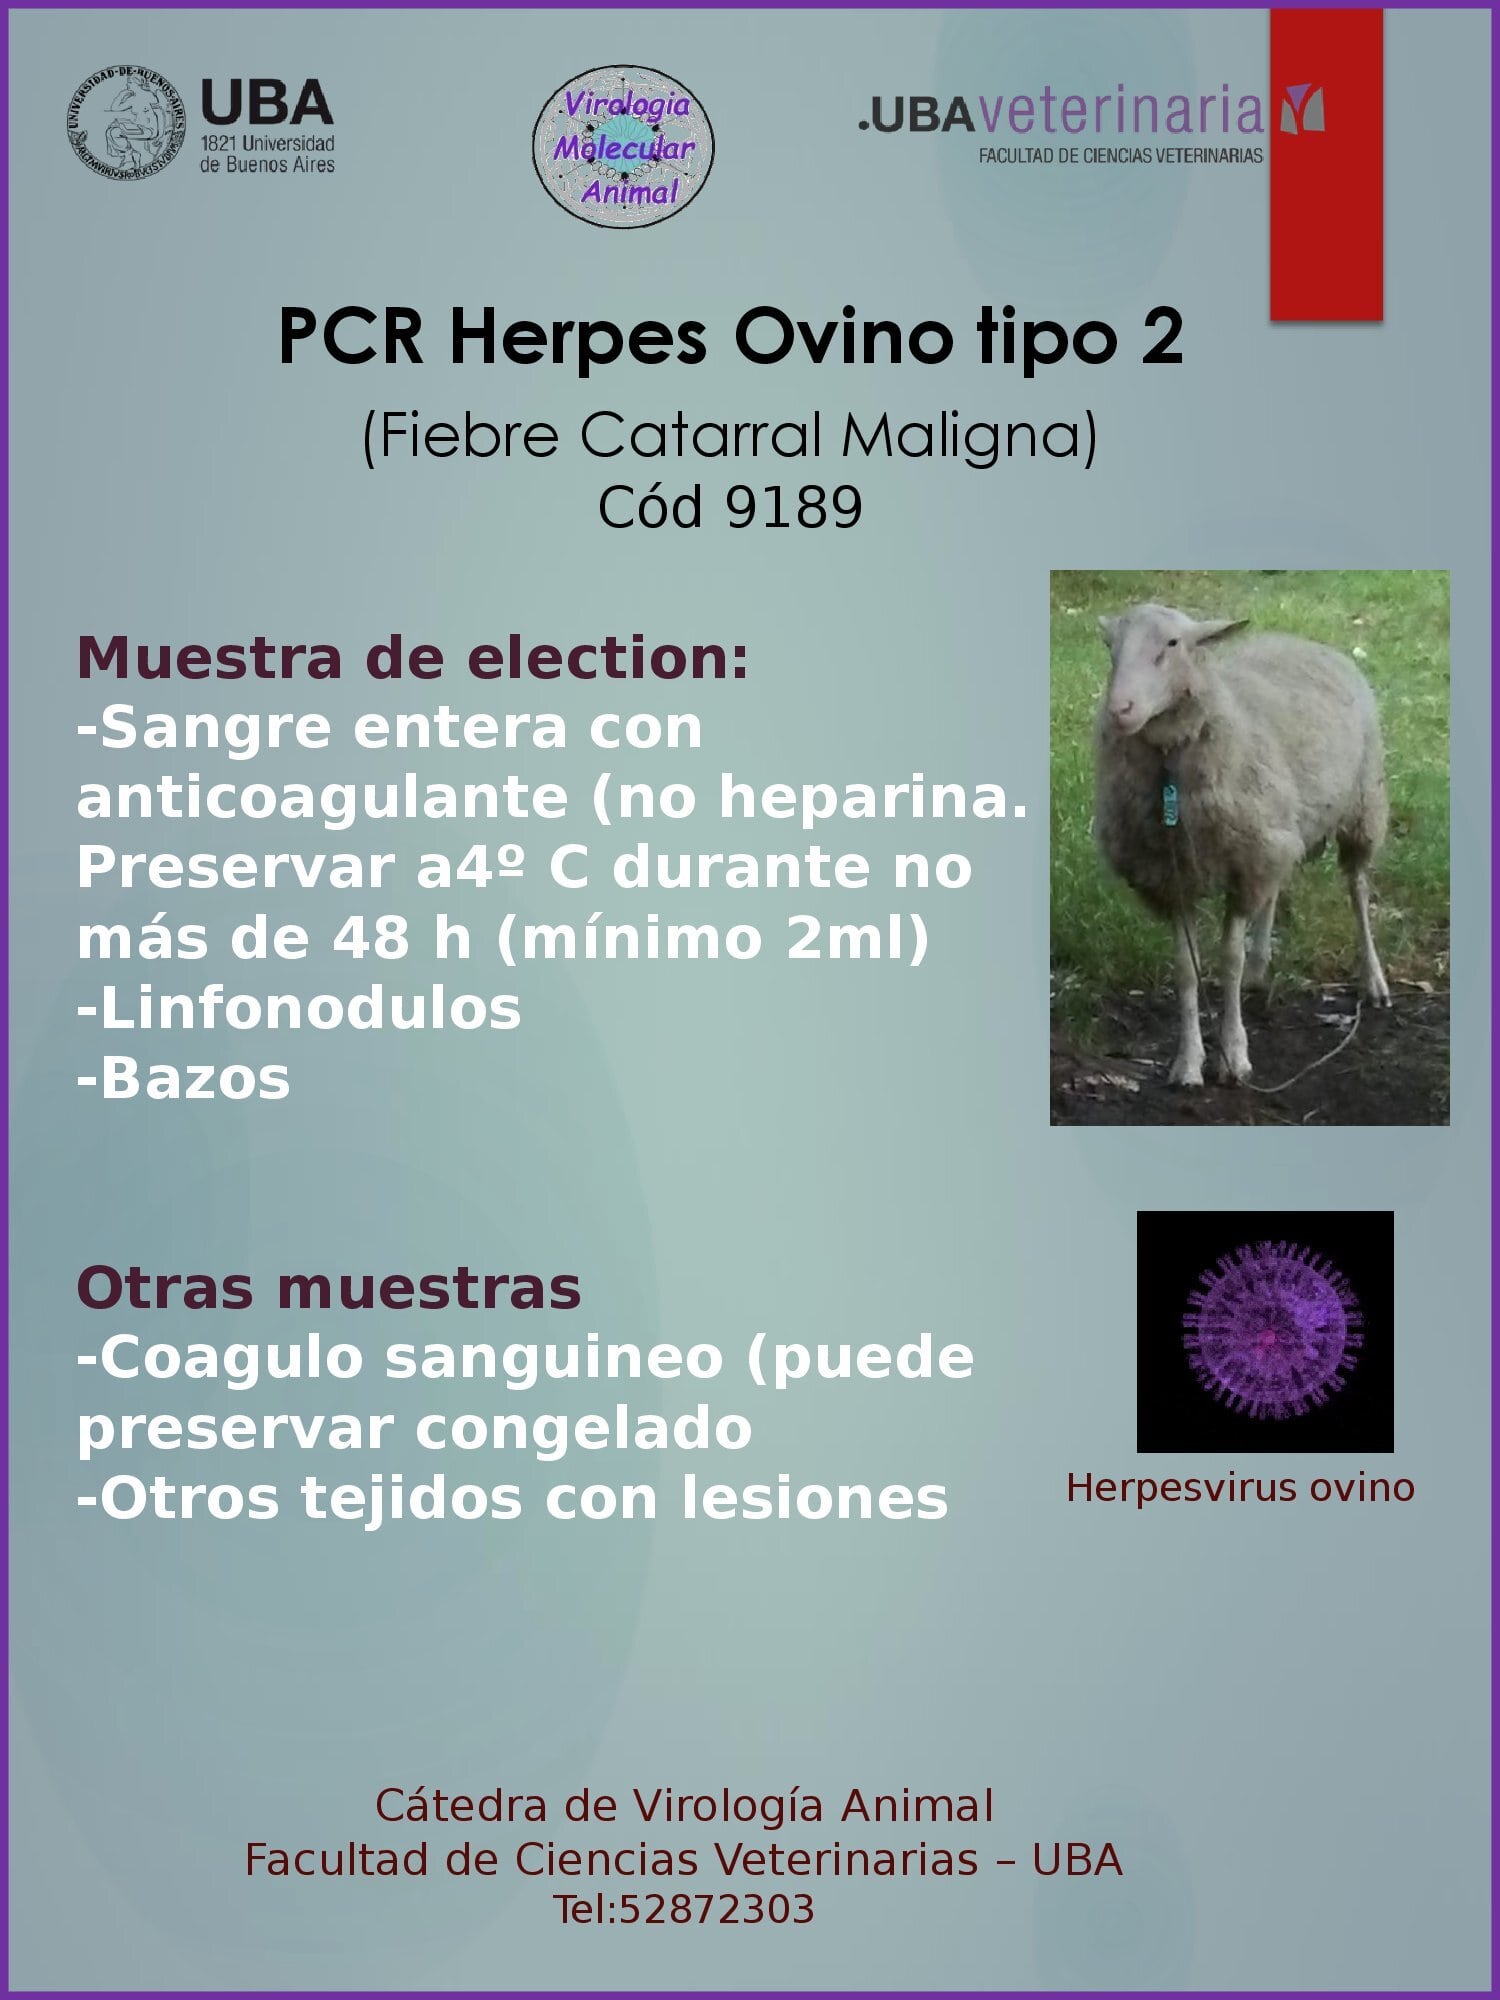 UNIVERSIDAD·DE·BUENOS·AIRES
UBA
1821 Universidad
de Buenos Aires
Virologia
Molecular
Animal
.UBAveterinaria
FACULTAD DE CIENCIAS VETERINARIAS
PCR Herpes Ovino tipo 2
(Fiebre Catarral Maligna)
Cód 9189
Muestra de election:
-Sangre entera con
anticoagulante (no heparina.
Preservar a4º C durante no
más de 48 h (mínimo 2ml)
-Linfonodulos
-Bazos
Otras muestras
-Coagulo sanguineo (puede
preservar congelado
-Otros tejidos con lesiones
Herpesvirus ovino
Cátedra de Virología Animal
Facultad de Ciencias Veterinarias – UBA
Tel:52872303